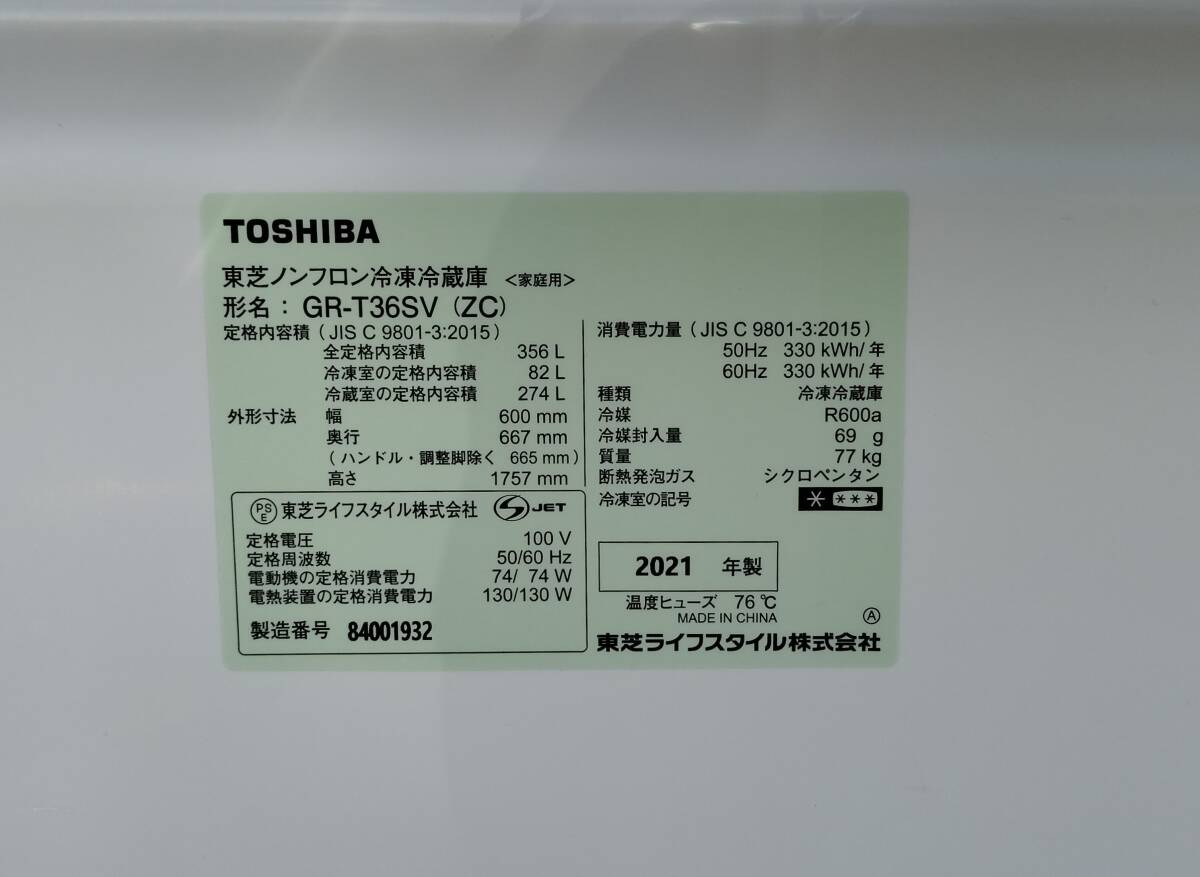 TOSHIBA
東芝ノンフロン冷凍冷蔵庫 <家庭用>
形名: GR-T36SV (ZC)
定格内容積 (JIS C 9801-3:2015)
全定格内容積 356 L
冷凍室の定格内容積 82 L
冷蔵室の定格内容積 274 L
外形寸法 幅 600 mm
奥行 667 mm
(ハンドル・調整脚除く 665 mm)
高さ 1757 mm
消費電力量 (JIS C 9801-3:2015)
50Hz 330 kWh/年
60Hz 330 kWh/年
種類 冷凍冷蔵庫
冷媒 R600a
冷媒封入量 69 g
質量 77 kg
断熱発泡ガス シクロペンタン
冷凍室の記号 * ***
PSE 東芝ライフスタイル株式会社 S JET
定格電圧 100 V
定格周波数 50/60 Hz
電動機の定格消費電力 74/ 74 W
電熱装置の定格消費電力 130/130 W
製造番号 84001932
2021 年製
温度ヒューズ 76℃
MADE IN CHINA
A
東芝ライフスタイル株式会社